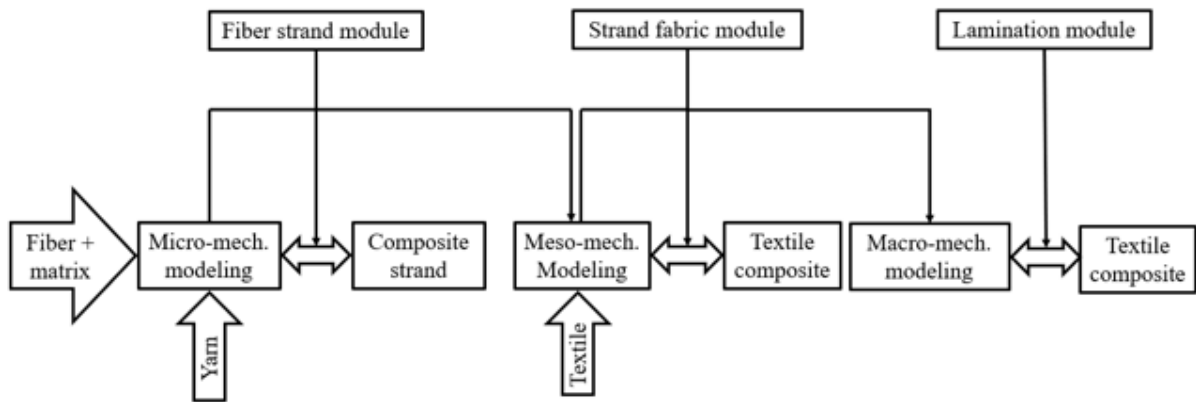 Fiber strand module
Strand fabric module
Lamination module
Fiber +
matrix
Micro-mech.
modeling
Composite
strand
Meso-mech.
Modeling
Textile
composite
Macro-mech.
modeling
Textile
composite
Yarn
Textile